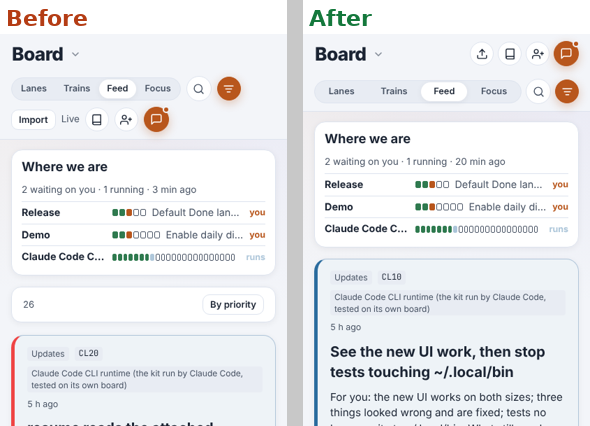 Before
Board
Lanes Trains Feed Focus
Import Live
Where we are
2 waiting on you · 1 running · 3 min ago
Release Default Done lan... you
Demo Enable daily di... you
Claude Code C... runs
26 By priority
Updates CL20
Claude Code CLI runtime (the kit run by Claude Code,
tested on its own board)
5 h ago
After
Board
Lanes Trains Feed Focus
Where we are
2 waiting on you · 1 running · 20 min ago
Release Default Done lan... you
Demo Enable daily di... you
Claude Code C... runs
Updates CL10
Claude Code CLI runtime (the kit run by Claude Code,
tested on its own board)
5 h ago
See the new UI work, then stop
tests touching ~/.local/bin
For you: the new UI works on both sizes; three
things looked wrong and are fixed; tests no